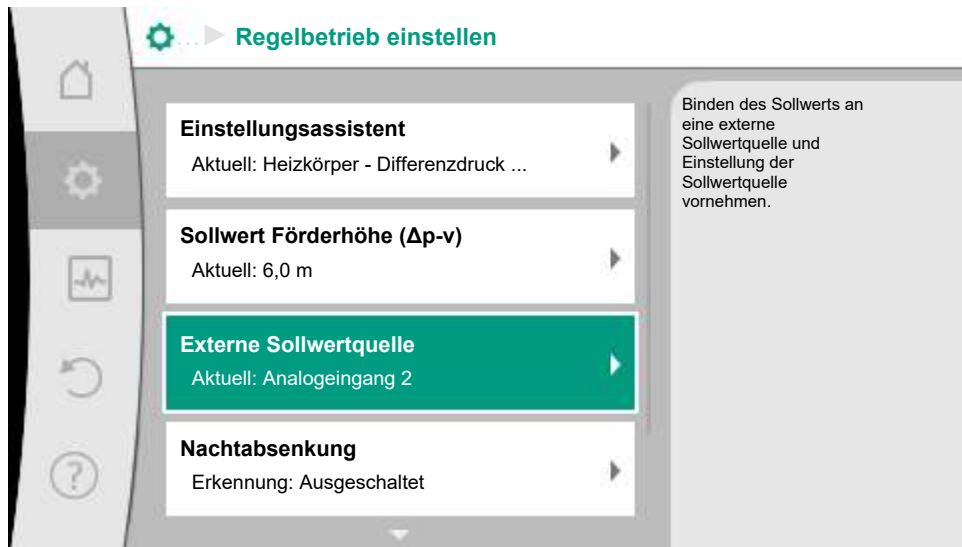 ... Regelbetrieb einstellen
Einstellungsassistent
Aktuell: Heizkörper - Differenzdruck ...
Sollwert Förderhöhe (Δp-v)
Aktuell: 6,0 m
Externe Sollwertquelle
Aktuell: Analogeingang 2
Nachtabsenkung
Erkennung: Ausgeschaltet
Binden des Sollwerts an
eine externe
Sollwertquelle und
Einstellung der
Sollwertquelle
vornehmen.
?